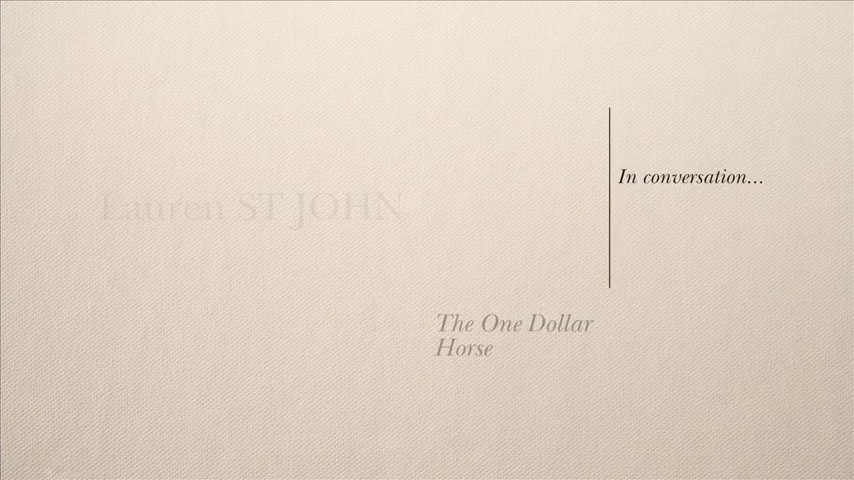 In conversation...
Lauren ST JOHN
The One Dollar
Horse